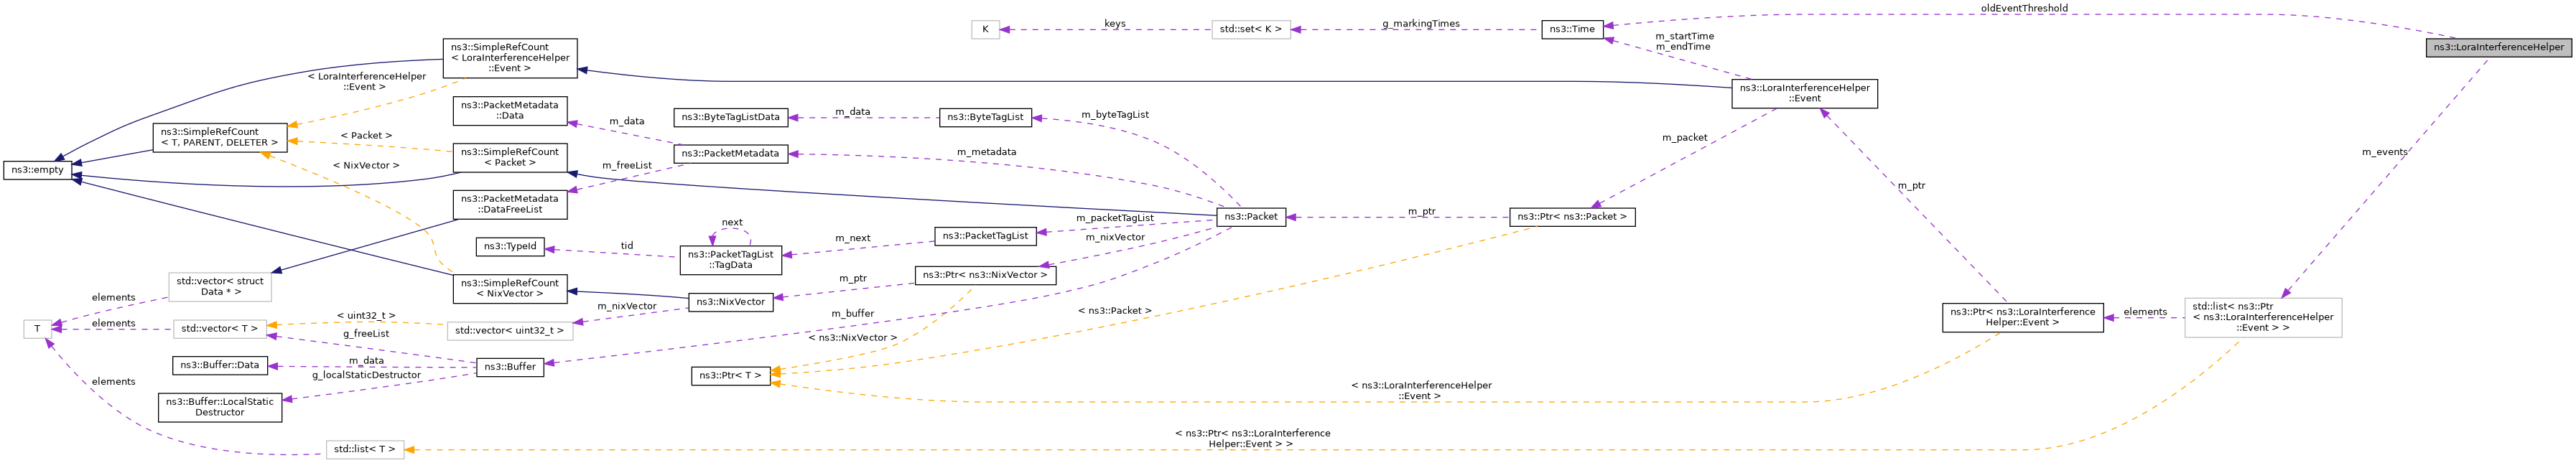 oldEventThreshold
keys
g_markingTimes
K
std::set< K >
ns3::Time
m_startTime
m_endTime
ns3::LoraInterferenceHelper
ns3::SimpleRefCount
< LoraInterferenceHelper
::Event >
< LoraInterferenceHelper
::Event >
ns3::LoraInterferenceHelper
::Event
ns3::PacketMetadata
::Data
m_data
ns3::ByteTagListData
m_data
ns3::ByteTagList
m_byteTagList
ns3::SimpleRefCount
< T, PARENT, DELETER >
< Packet >
m_packet
ns3::SimpleRefCount
< Packet >
ns3::PacketMetadata
m_metadata
m_events
ns3::empty
< NixVector >
m_freeList
m_ptr
ns3::PacketMetadata
::DataFreeList
ns3::Packet
m_ptr
ns3::Ptr< ns3::Packet >
next
m_packetTagList
ns3::TypeId
tid
ns3::PacketTagList
::TagData
m_next
ns3::PacketTagList
m_nixVector
std::vector< struct
Data * >
ns3::SimpleRefCount
< NixVector >
m_ptr
ns3::Ptr< ns3::NixVector >
elements
ns3::NixVector
m_nixVector
T
elements
std::vector< T >
< uint32_t >
std::vector< uint32_t >
m_buffer
< ns3::Packet >
ns3::Ptr< ns3::LoraInterference
Helper::Event >
elements
std::list< ns3::Ptr
< ns3::LoraInterferenceHelper
::Event > >
g_freeList
< ns3::NixVector >
ns3::Buffer::Data
m_data
ns3::Buffer
g_localStaticDestructor
ns3::Ptr< T >
elements
ns3::Buffer::LocalStatic
Destructor
< ns3::LoraInterferenceHelper
::Event >
std::list< T >
< ns3::Ptr< ns3::LoraInterference
Helper::Event > >